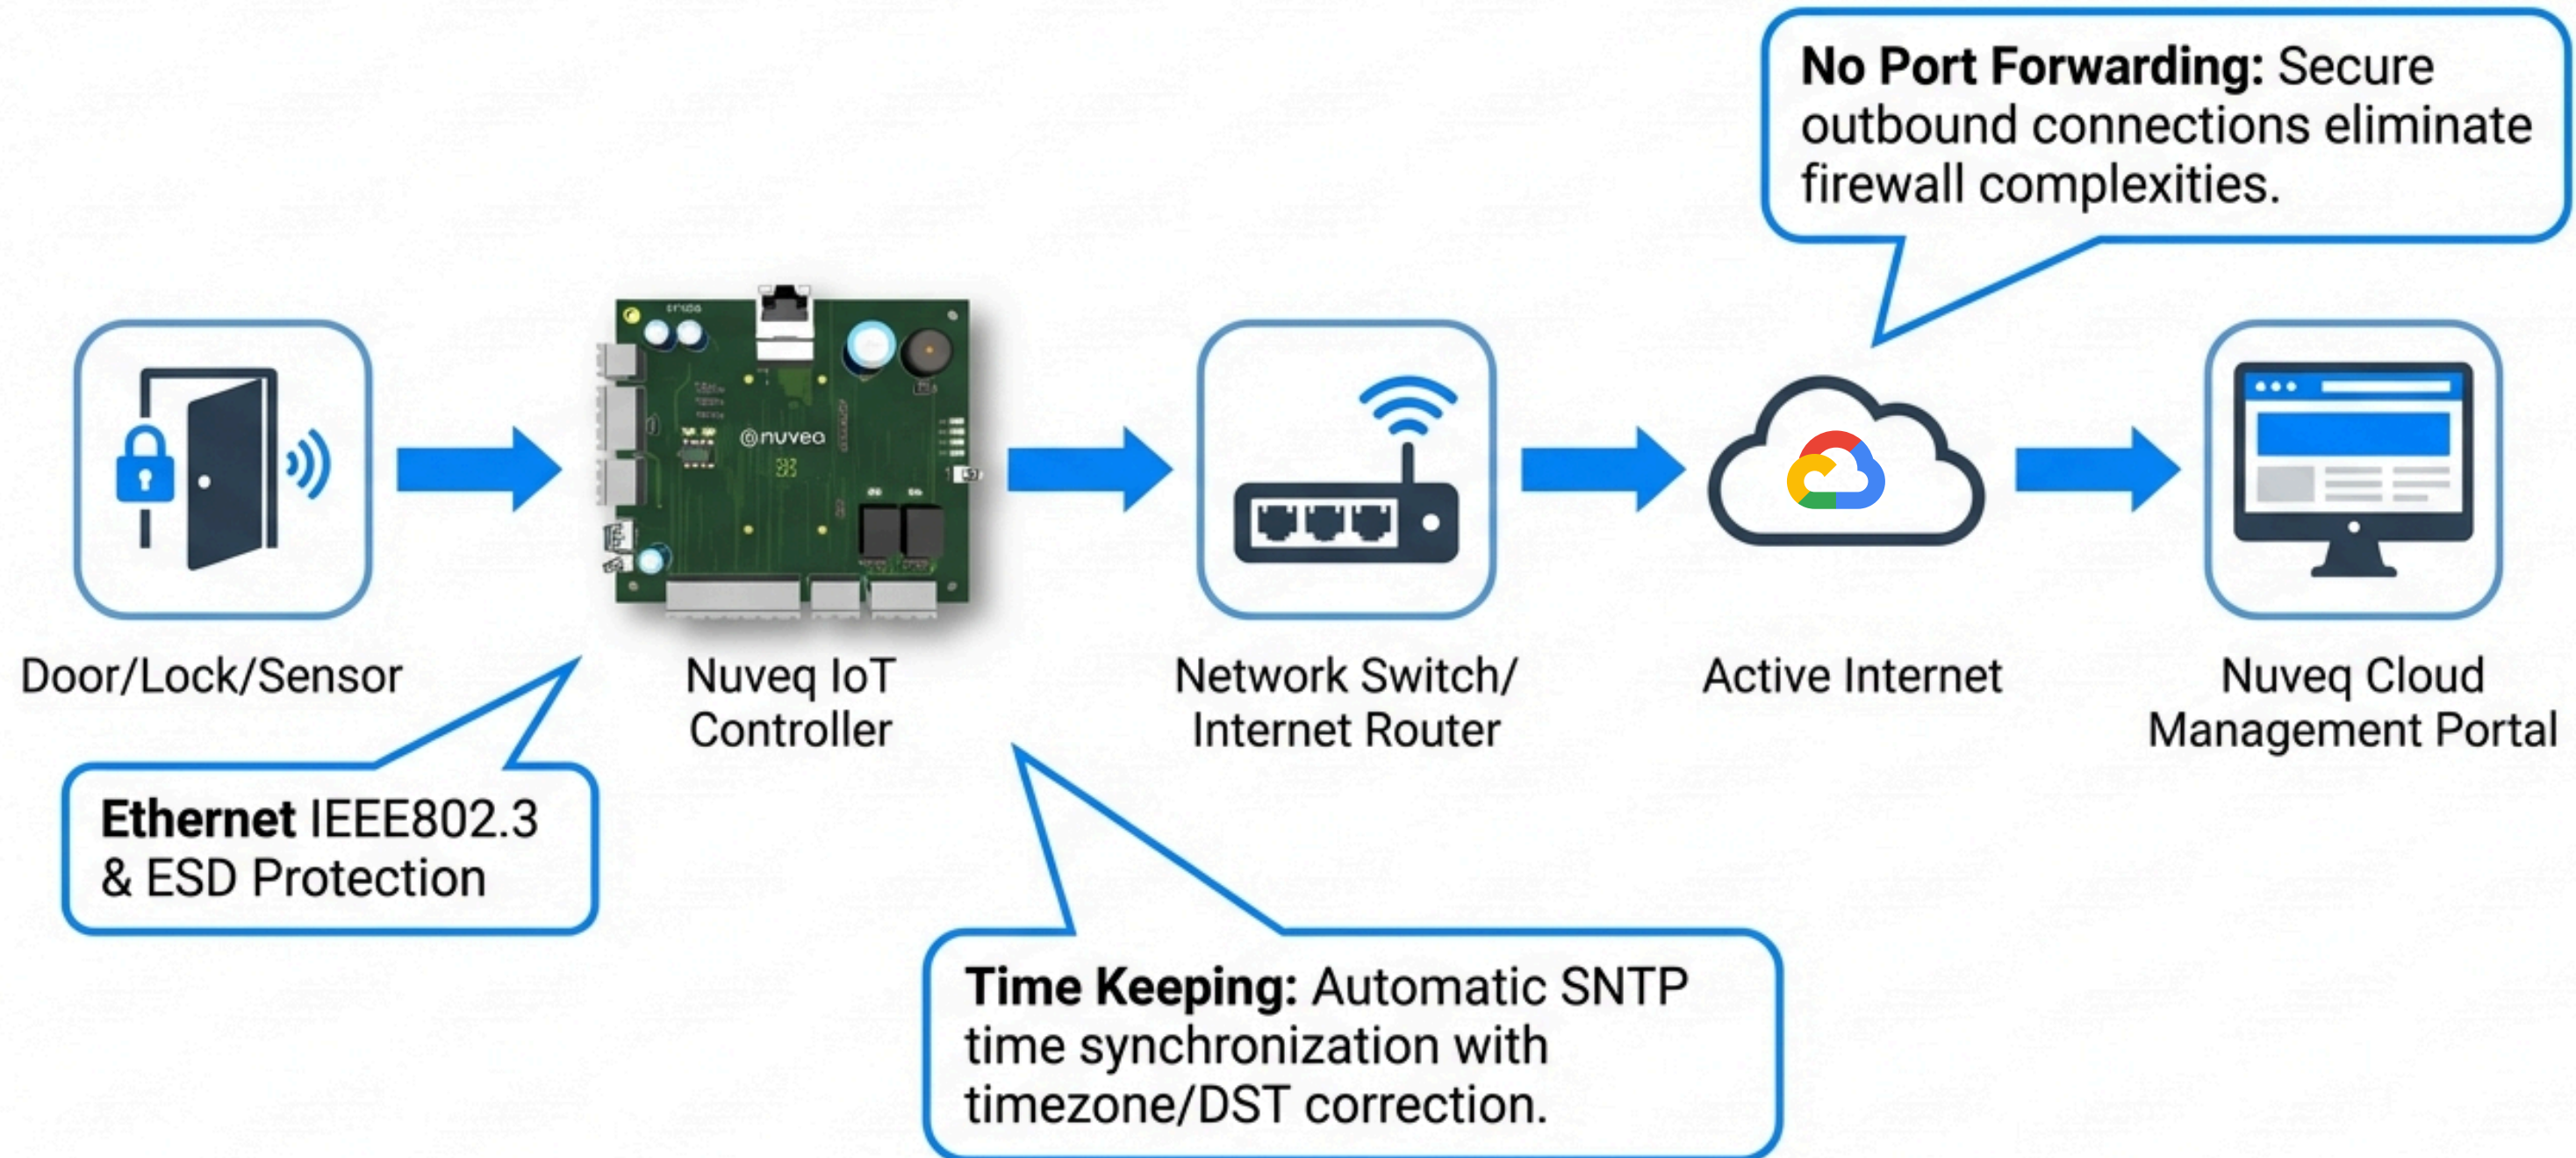 No Port Forwarding: Secure
outbound connections eliminate
firewall complexities.
Door/Lock/Sensor
Nuveq IoT
Controller
Network Switch/
Internet Router
Active Internet
Nuveq Cloud
Management Portal
Ethernet IEEE802.3
& ESD Protection
Time Keeping: Automatic SNTP
time synchronization with
timezone/DST correction.